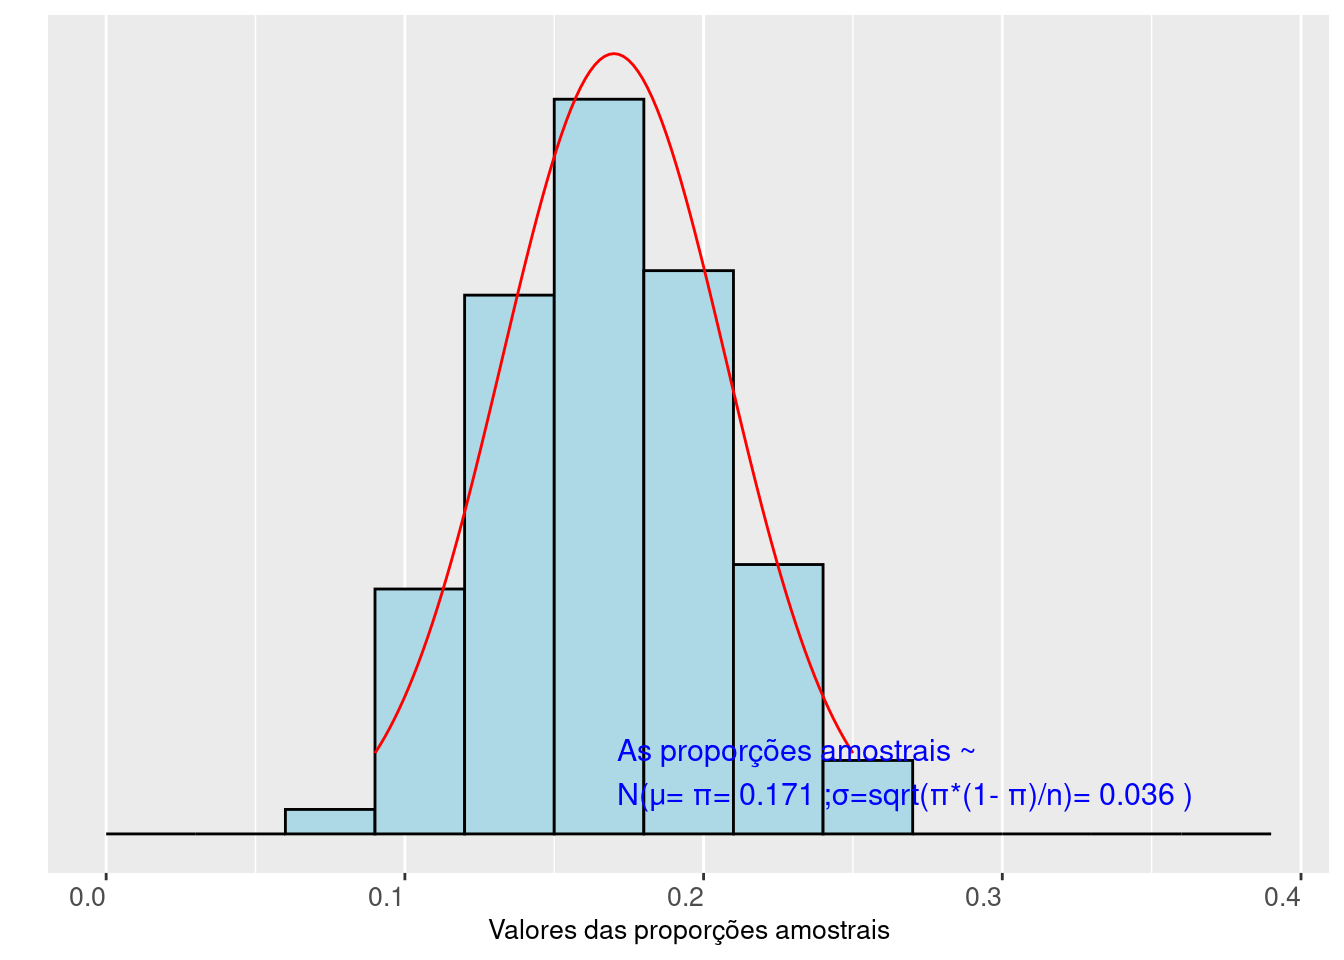 As proporções amostrais ~
N(μ= π= 0.171 ;σ=sqrt(π*(1- π)/n)= 0.036 )
0.0 0.1 0.2 0.3 0.4
Valores das proporções amostrais